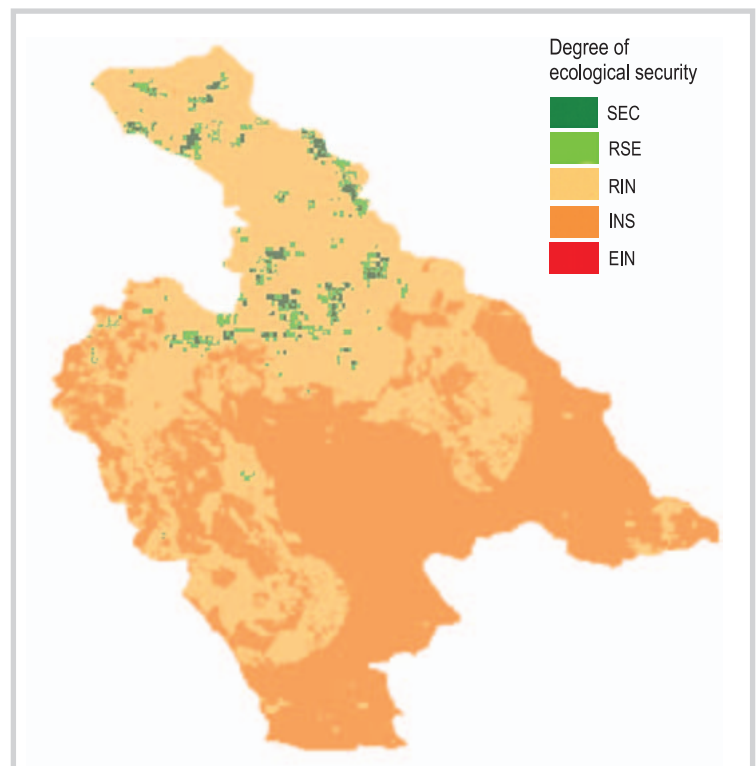 Degree of
ecological security
SEC
RSE
RIN
INS
EIN